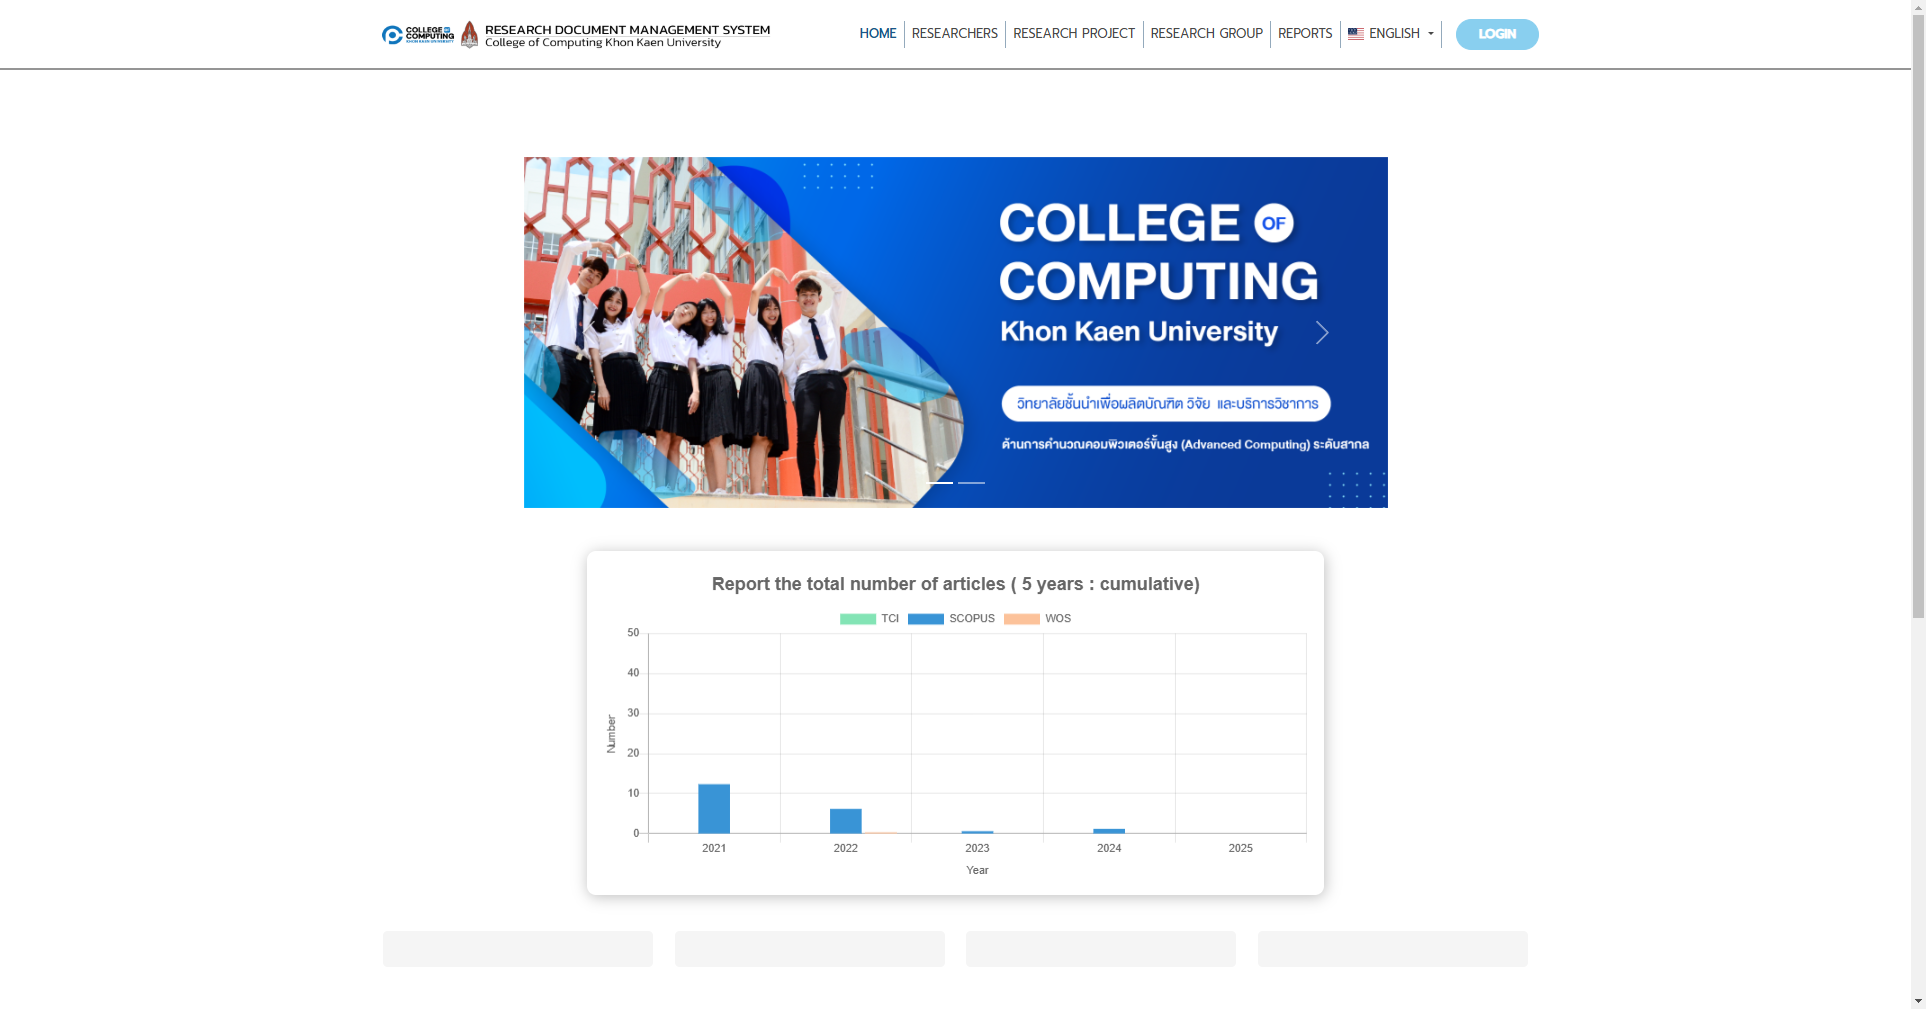 COLLEGE OF
COMPUTING
KHON KAEN UNIVERSITY
RESEARCH DOCUMENT MANAGEMENT SYSTEM
College of Computing Khon Kaen University
HOME
RESEARCHERS
RESEARCH PROJECT
RESEARCH GROUP
REPORTS
ENGLISH
LOGIN
COLLEGE OF
COMPUTING
Khon Kaen University
วิทยาลัยชั้นนำเพื่อผลิตบัณฑิต วิจัย และบริการวิชาการ
ด้านการคำนวณคอมพิวเตอร์ขั้นสูง (Advanced Computing) ระดับสากล
Report the total number of articles ( 5 years : cumulative)
TCI SCOPUS WOS
50
40
30
20
10
0
Number
2021 2022 2023 2024 2025
Year